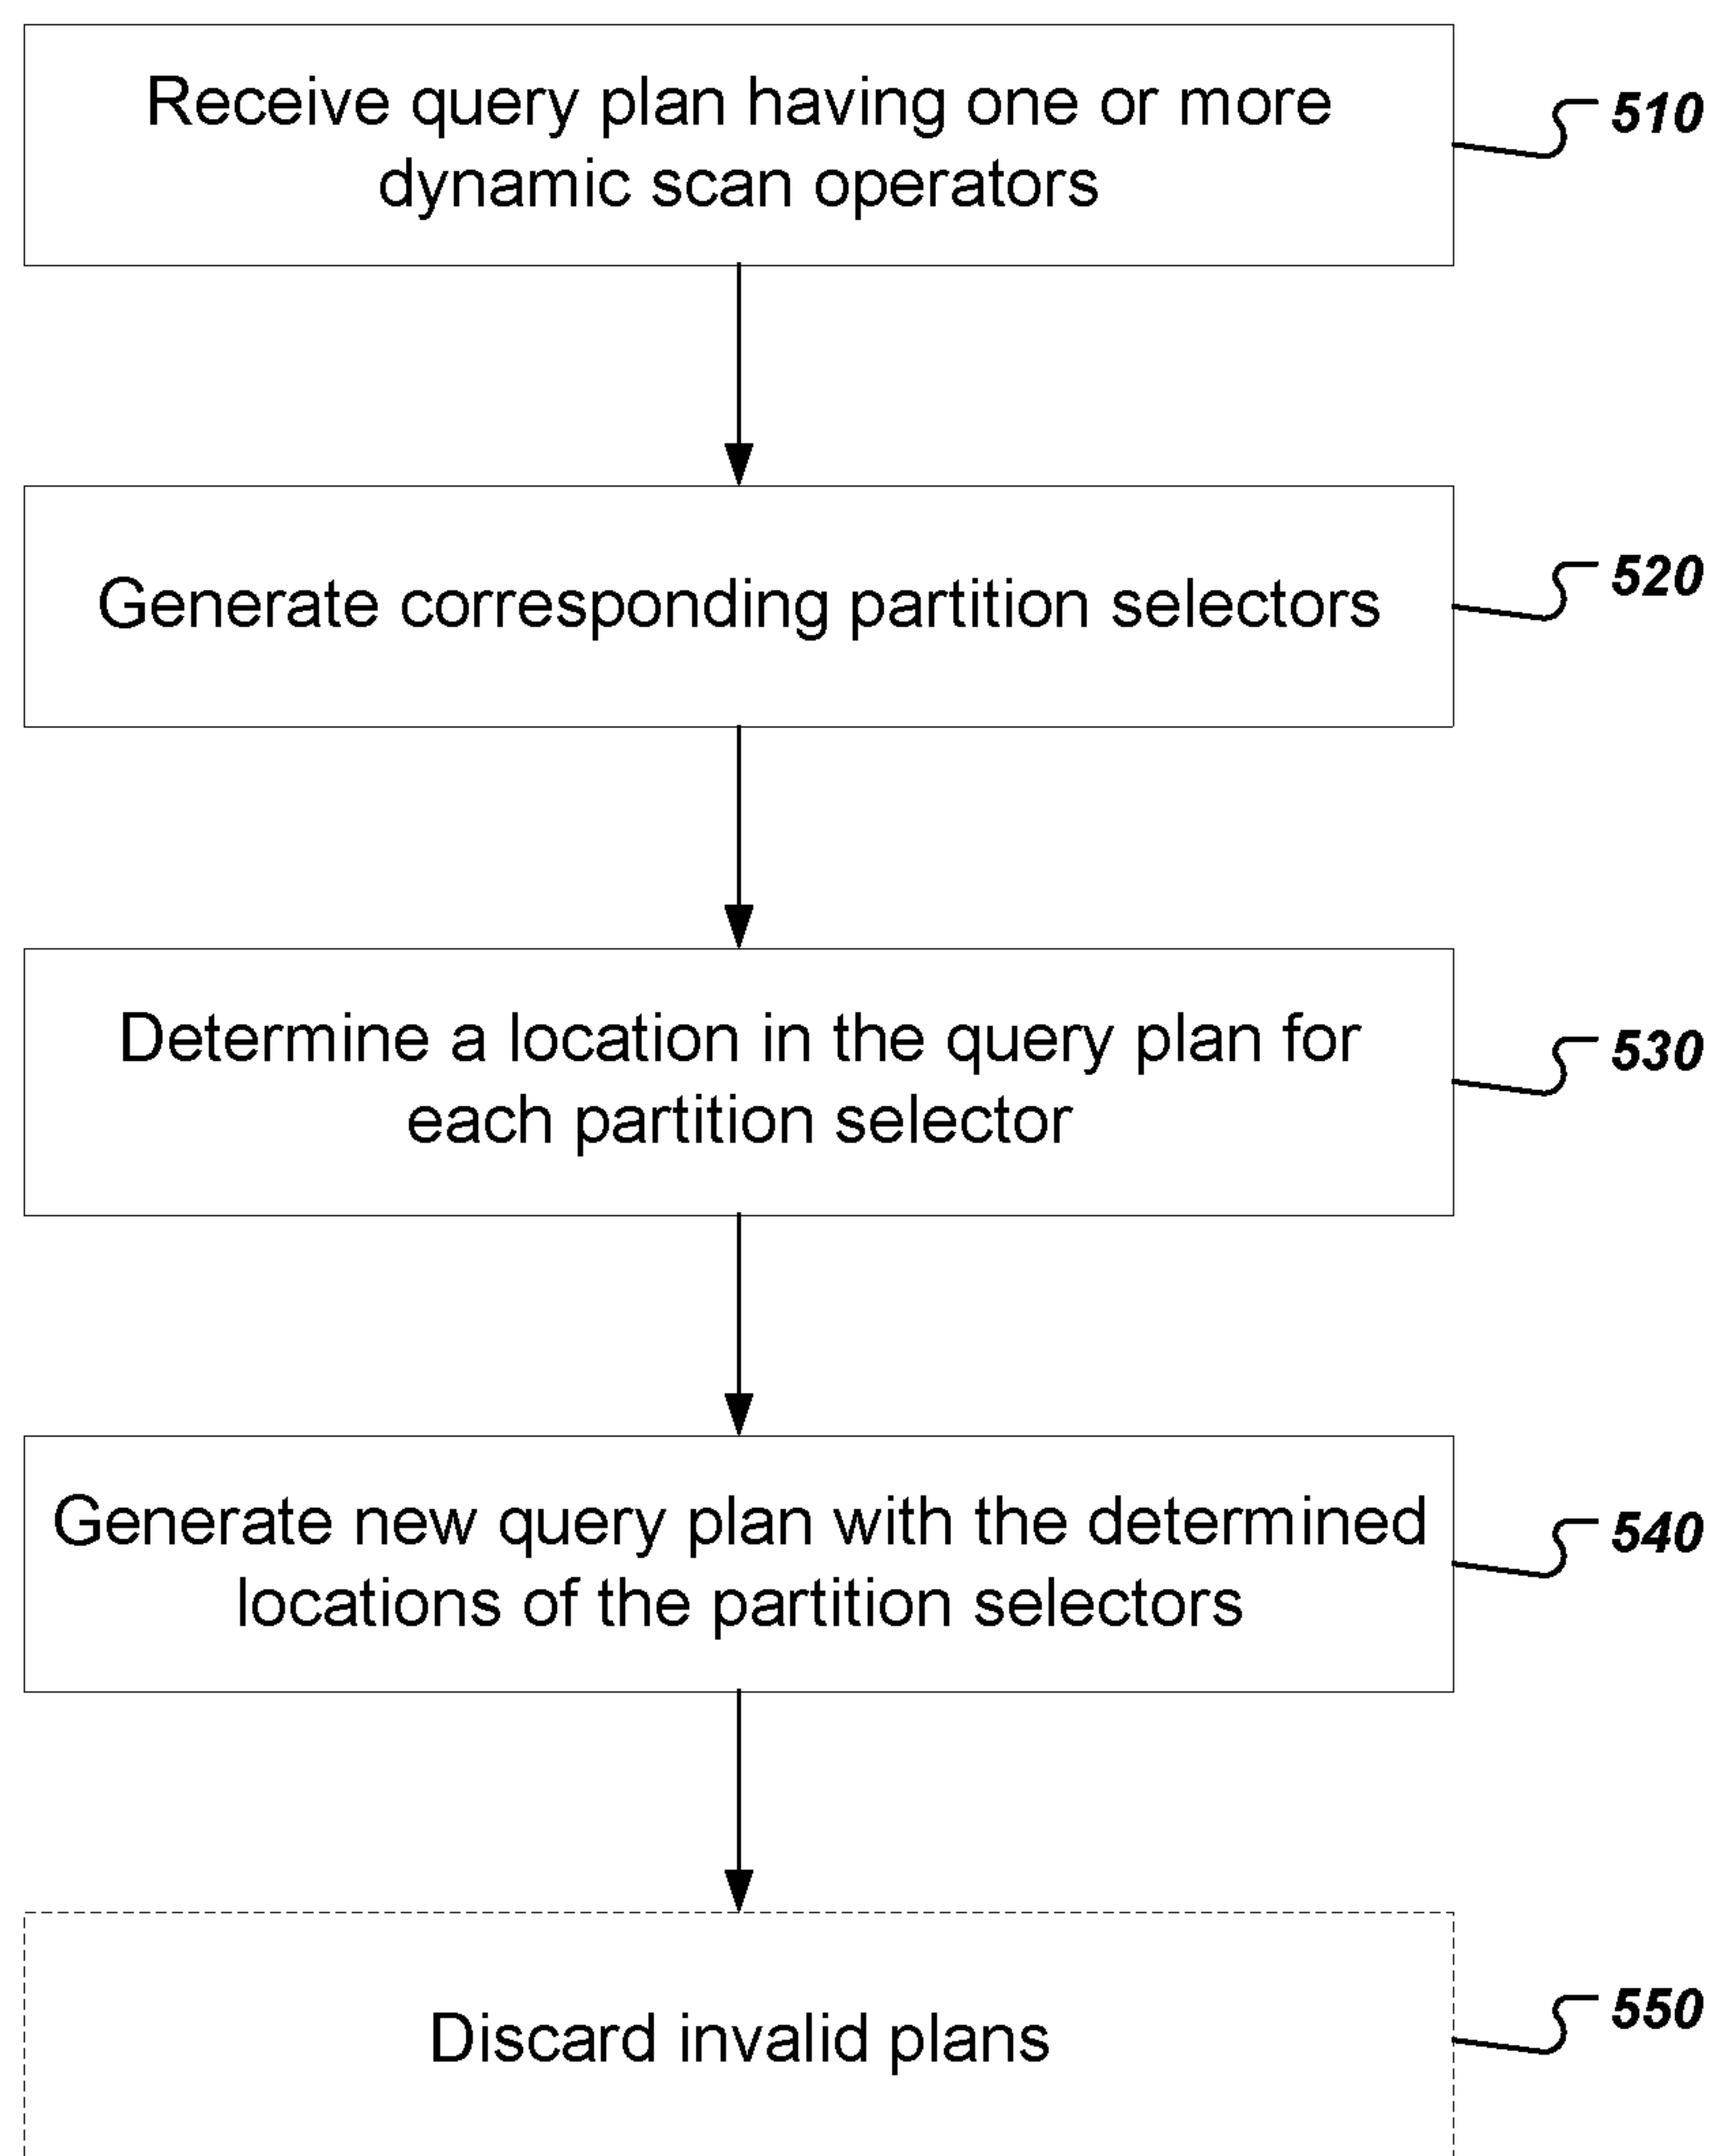 Receive query plan having one or more
dynamic scan operators
510
Generate corresponding partition selectors
520
Determine a location in the query plan for
each partition selector
530
Generate new query plan with the determined
locations of the partition selectors
540
Discard invalid plans
550